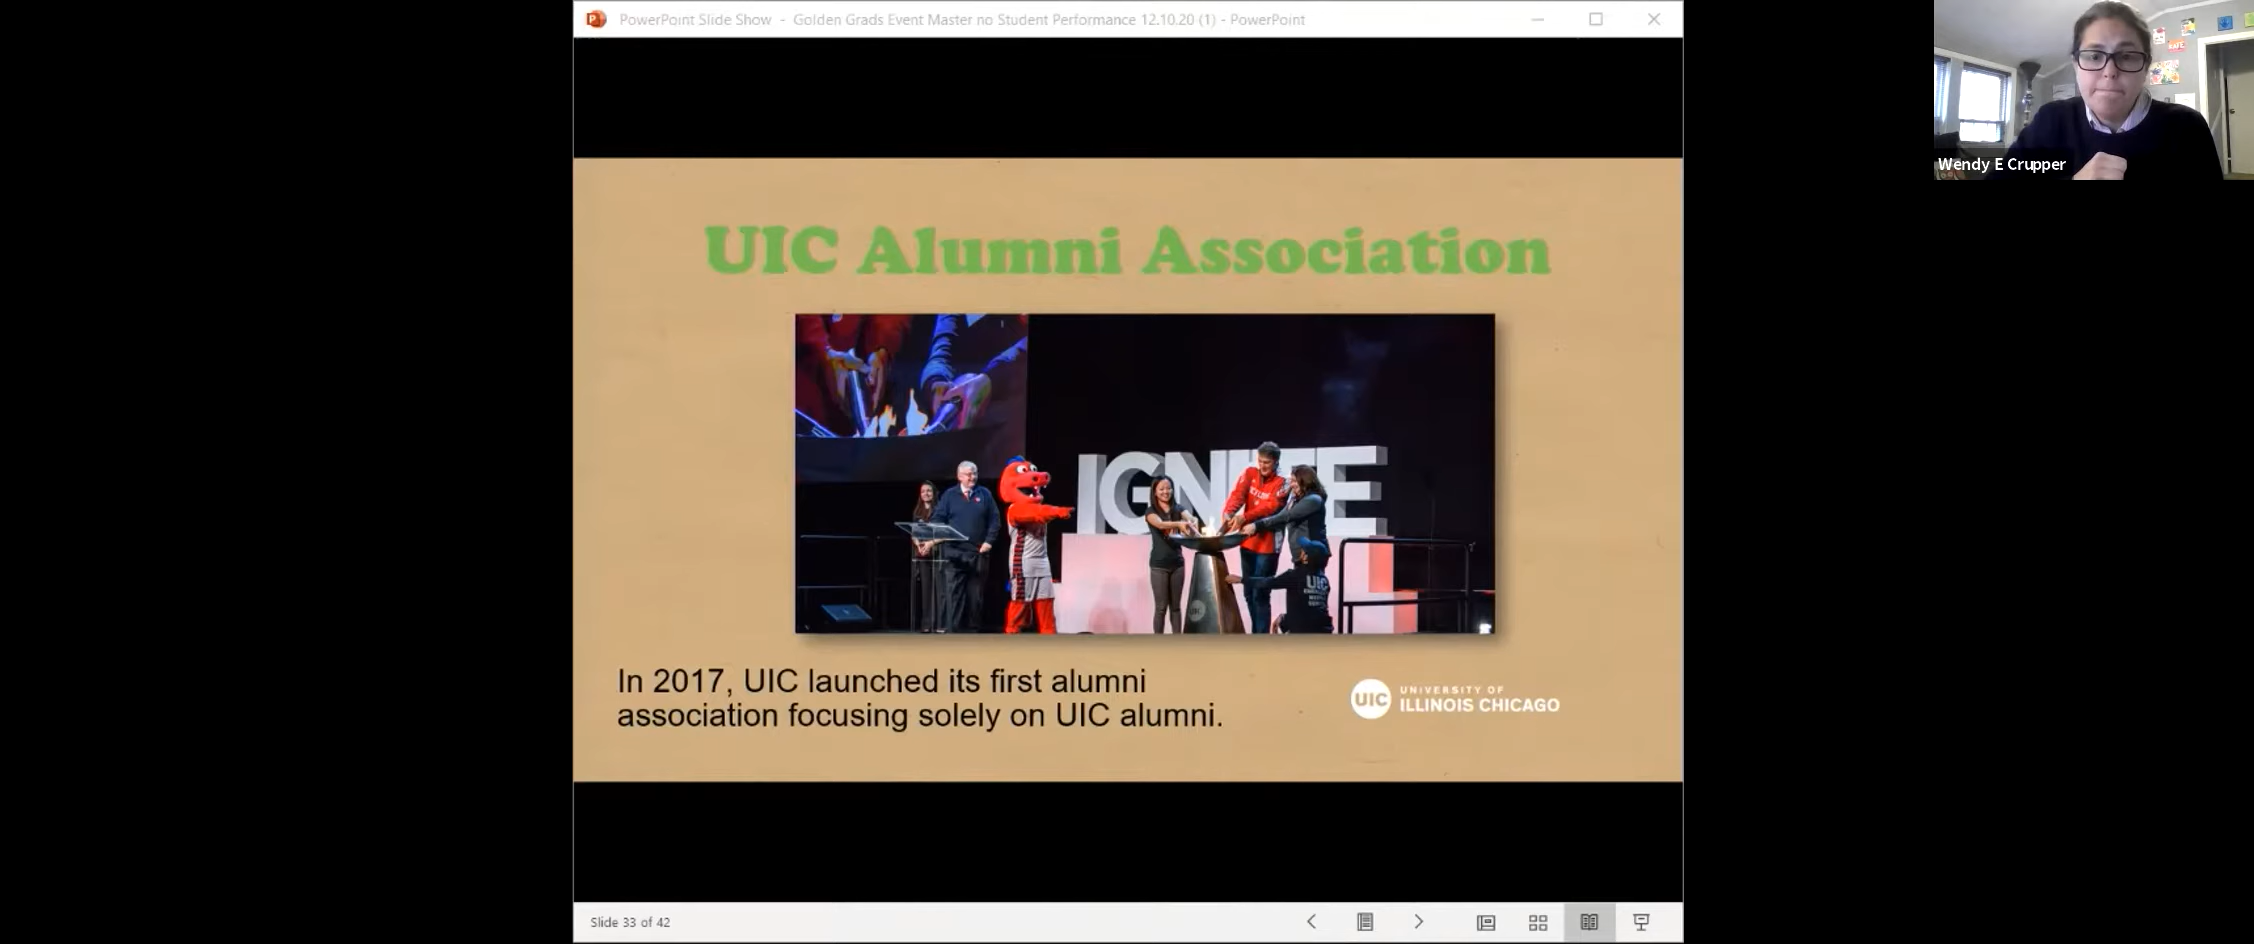 PowerPoint Slide Show - Golden Grads Event Master no Student Performance 12.10.20 (1) - PowerPoint
Wendy E Crupper
UIC Alumni Association
IGNITE
UIC
In 2017, UIC launched its first alumni
association focusing solely on UIC alumni.
UIC
UNIVERSITY OF
ILLINOIS CHICAGO
Slide 33 of 42